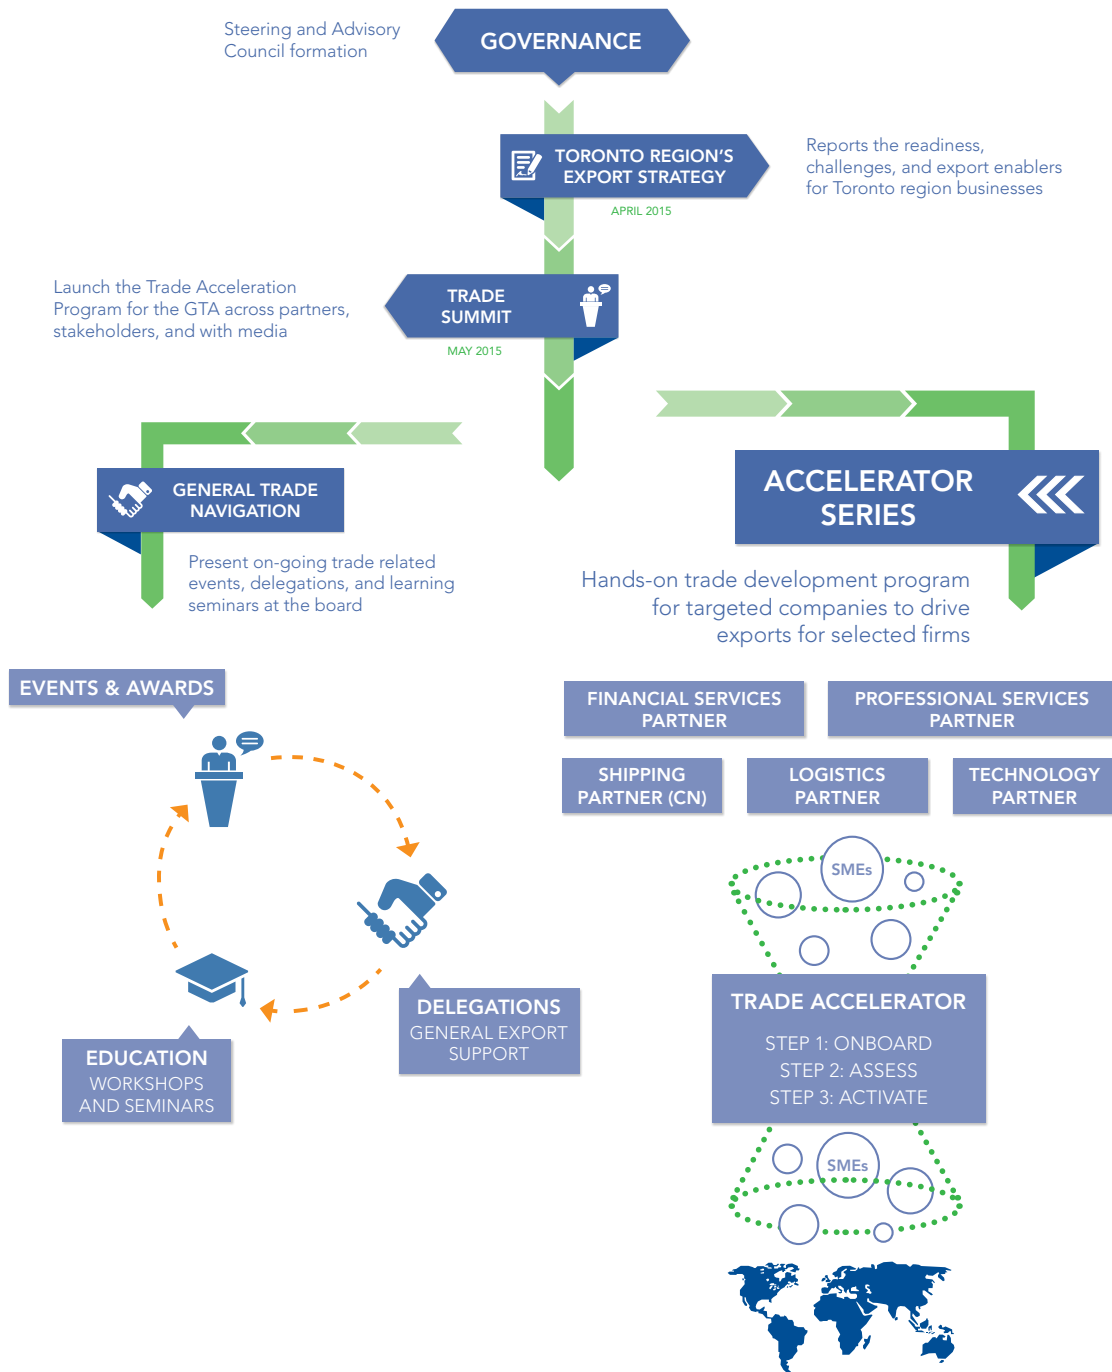 Steering and Advisory
Council formation
GOVERNANCE
TORONTO REGION'S
EXPORT STRATEGY
APRIL 2015
Reports the readiness,
challenges, and export enablers
for Toronto region businesses
Launch the Trade Acceleration
Program for the GTA across partners,
stakeholders, and with media
TRADE
SUMMIT
MAY 2015
GENERAL TRADE
NAVIGATION
Present on-going trade related
events, delegations, and learning
seminars at the board
ACCELERATOR
SERIES
Hands-on trade development program
for targeted companies to drive
exports for selected firms
EVENTS & AWARDS
DELEGATIONS
GENERAL EXPORT
SUPPORT
EDUCATION
WORKSHOPS
AND SEMINARS
FINANCIAL SERVICES
PARTNER
PROFESSIONAL SERVICES
PARTNER
SHIPPING
PARTNER (CN)
LOGISTICS
PARTNER
TECHNOLOGY
PARTNER
SMEs
TRADE ACCELERATOR
STEP 1: ONBOARD
STEP 2: ASSESS
STEP 3: ACTIVATE
SMEs